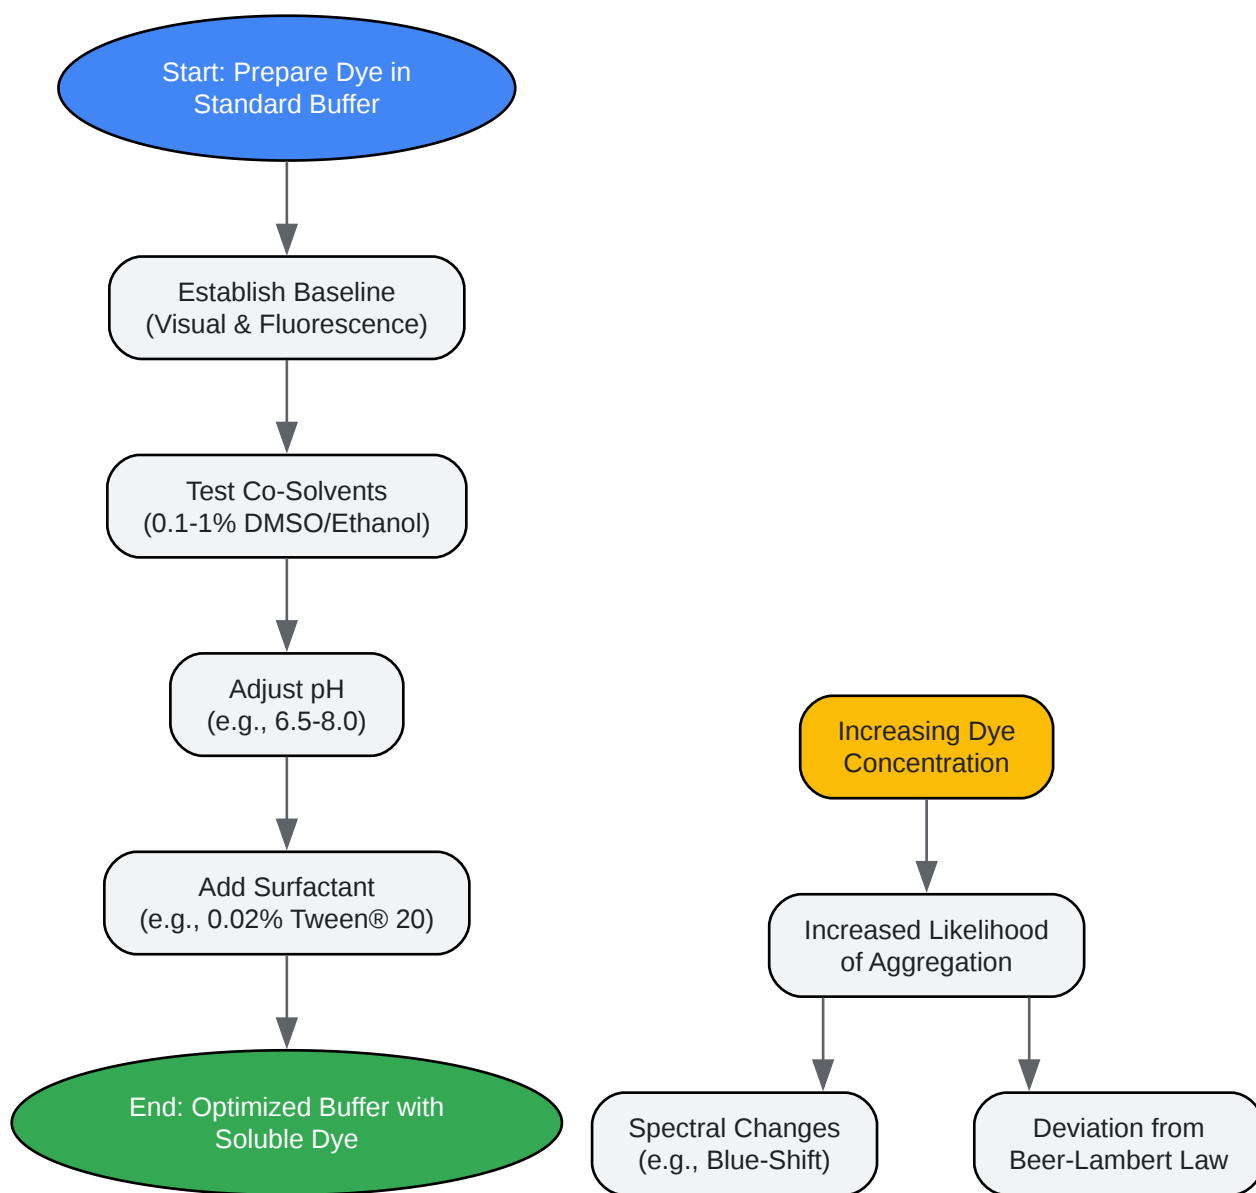 Start: Prepare Dye in
Standard Buffer
Establish Baseline
(Visual & Fluorescence)
Test Co-Solvents
(0.1-1% DMSO/Ethanol)
Adjust pH
(e.g., 6.5-8.0)
Add Surfactant
(e.g., 0.02% Tween® 20)
End: Optimized Buffer with
Soluble Dye
Increasing Dye
Concentration
Increased Likelihood
of Aggregation
Spectral Changes
(e.g., Blue-Shift)
Deviation from
Beer-Lambert Law